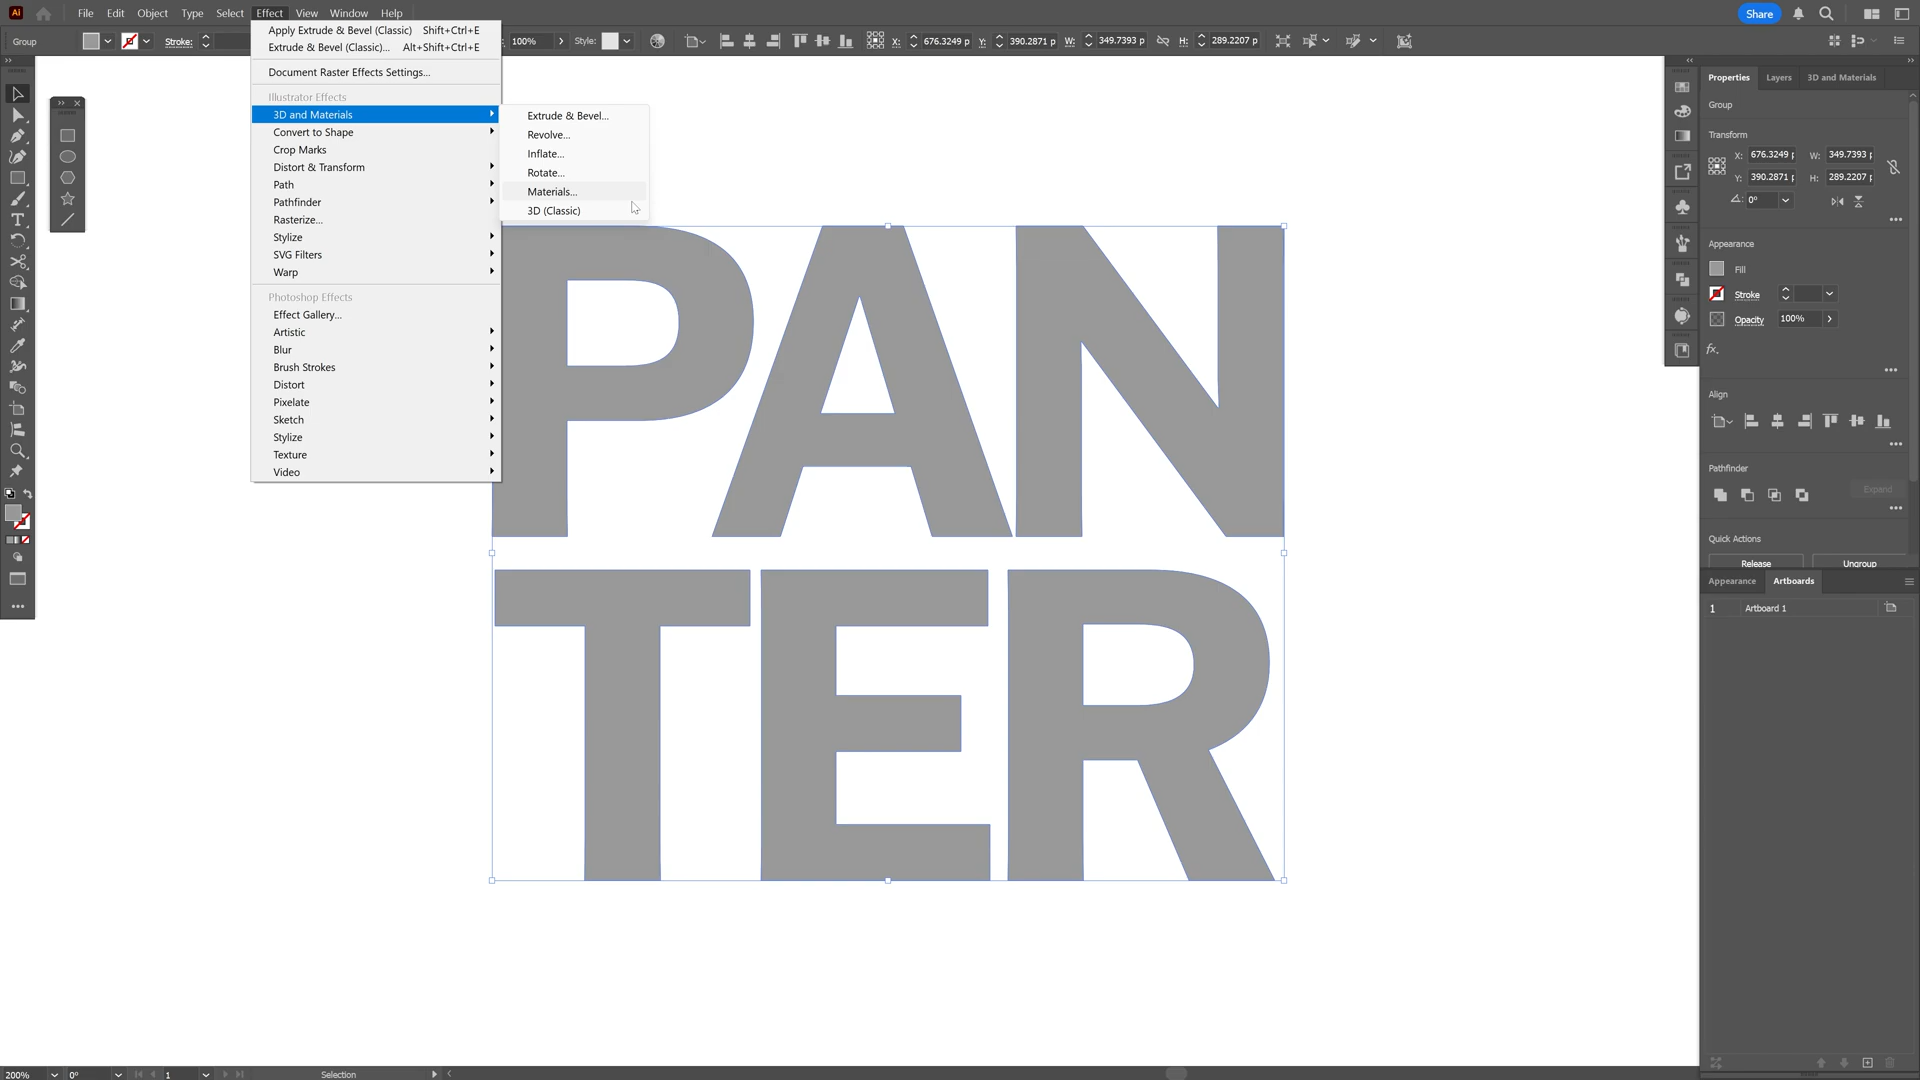 Ai File Edit Object Type Select Effect View Window Help Share
Group Stroke: 100% Style: X: 676.3249 p Y: 390.2871 p W: 349.7393 p H: 289.2207 p
Apply Extrude & Bevel (Classic) Shift+Ctrl+E
Extrude & Bevel (Classic)... Alt+Shift+Ctrl+E
Document Raster Effects Settings...
Illustrator Effects
3D and Materials
Convert to Shape
Crop Marks
Distort & Transform
Path
Pathfinder
Rasterize...
Stylize
SVG Filters
Warp
Photoshop Effects
Effect Gallery...
Artistic
Blur
Brush Strokes
Distort
Pixelate
Sketch
Stylize
Texture
Video
Extrude & Bevel...
Revolve...
Inflate...
Rotate...
Materials...
3D (Classic)
PAN
TER
Properties Layers 3D and Materials
Group
Transform
X: 676.3249 p W: 349.7393 p
Y: 390.2871 p H: 289.2207 p
0°
Appearance
Fill
Stroke
Opacity 100%
fx.
Align
Pathfinder
Expand
Quick Actions
Release Ungroup
Appearance Artboards
1 Artboard 1
200% 0° 1 Selection